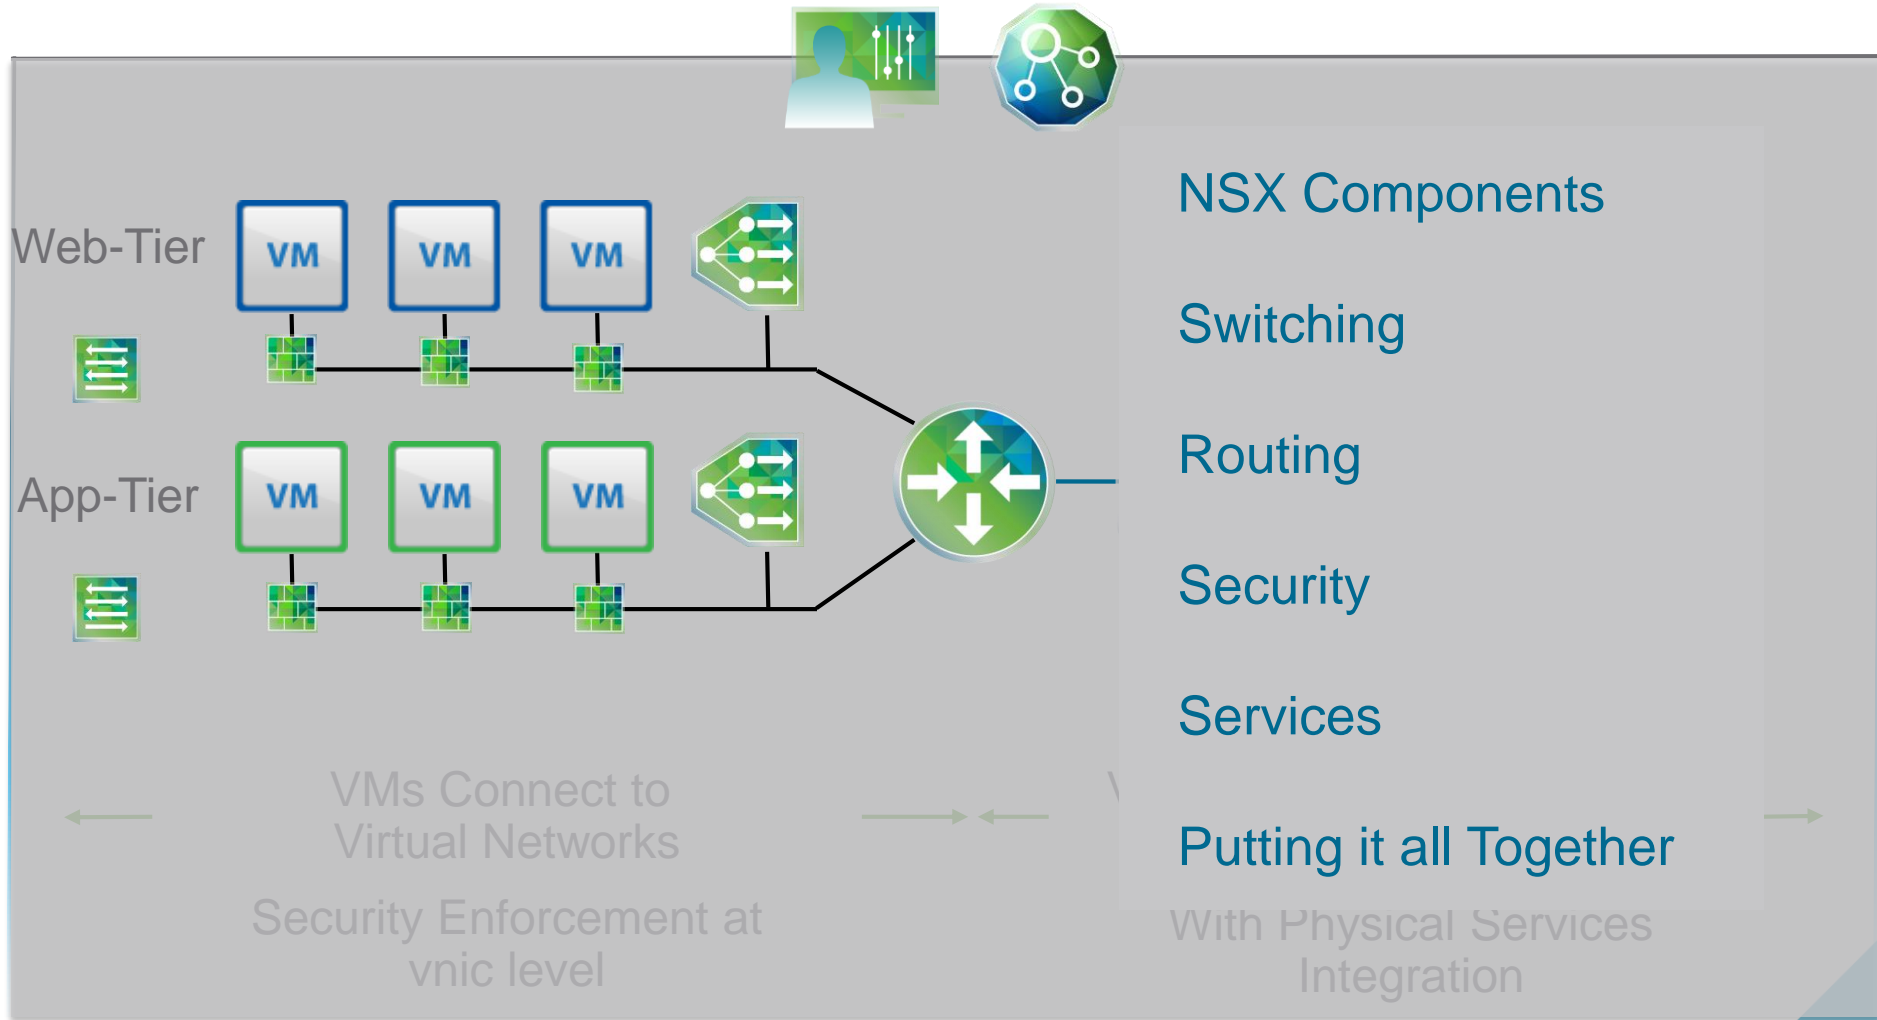 Web-Tier
VM VM VM
App-Tier
VM VM VM
NSX Components
Switching
Routing
Security
Services
Putting it all Together
VMs Connect to
Virtual Networks
Security Enforcement at
vnic level
With Physical Services
Integration